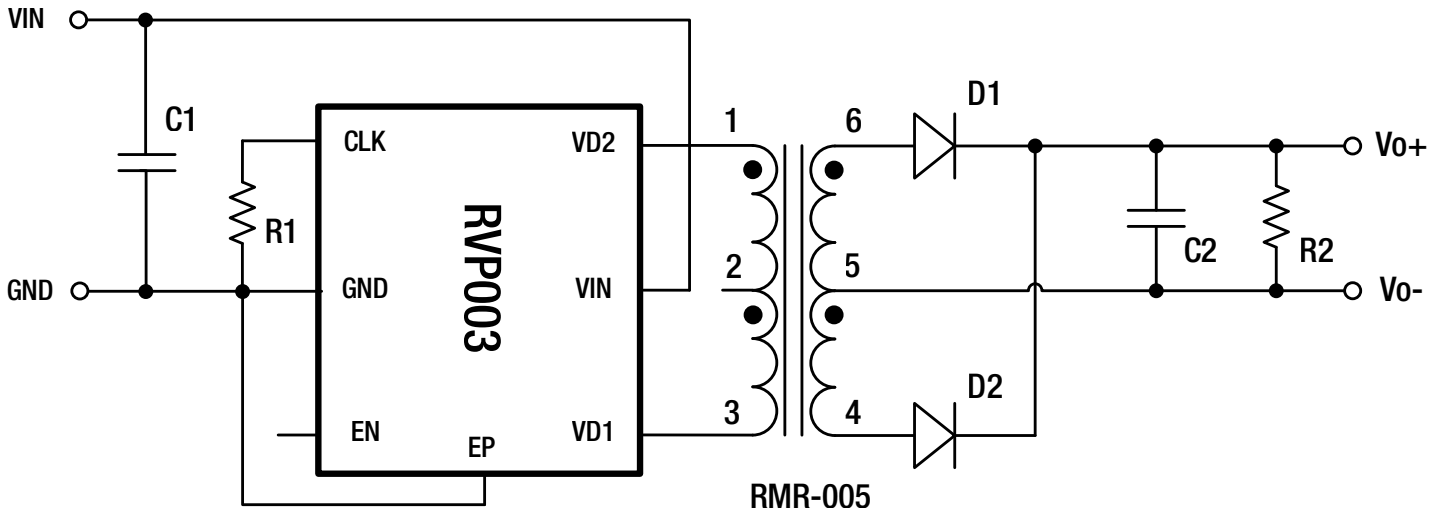 VIN
C1
CLK
VD2
1
6
D1
Vo+
R1
RVP003
C2
R2
GND
GND
VIN
2
5
Vo-
EN
EP
VD1
3
4
D2
RMR-005